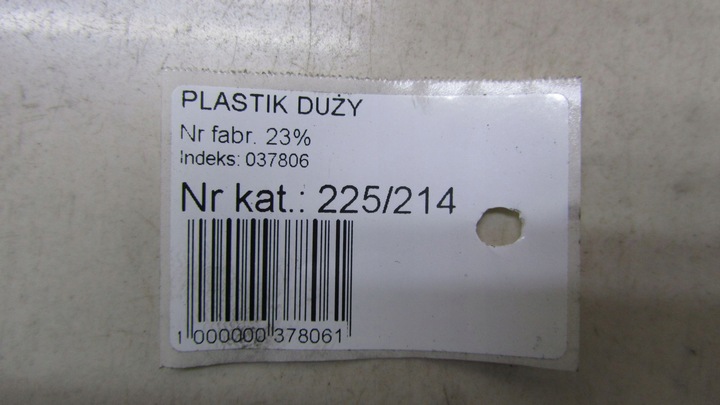 PLASTIK DUŻY
Nr fabr. 23%
Indeks: 037806
Nr kat.: 225/214
1 000000 378061